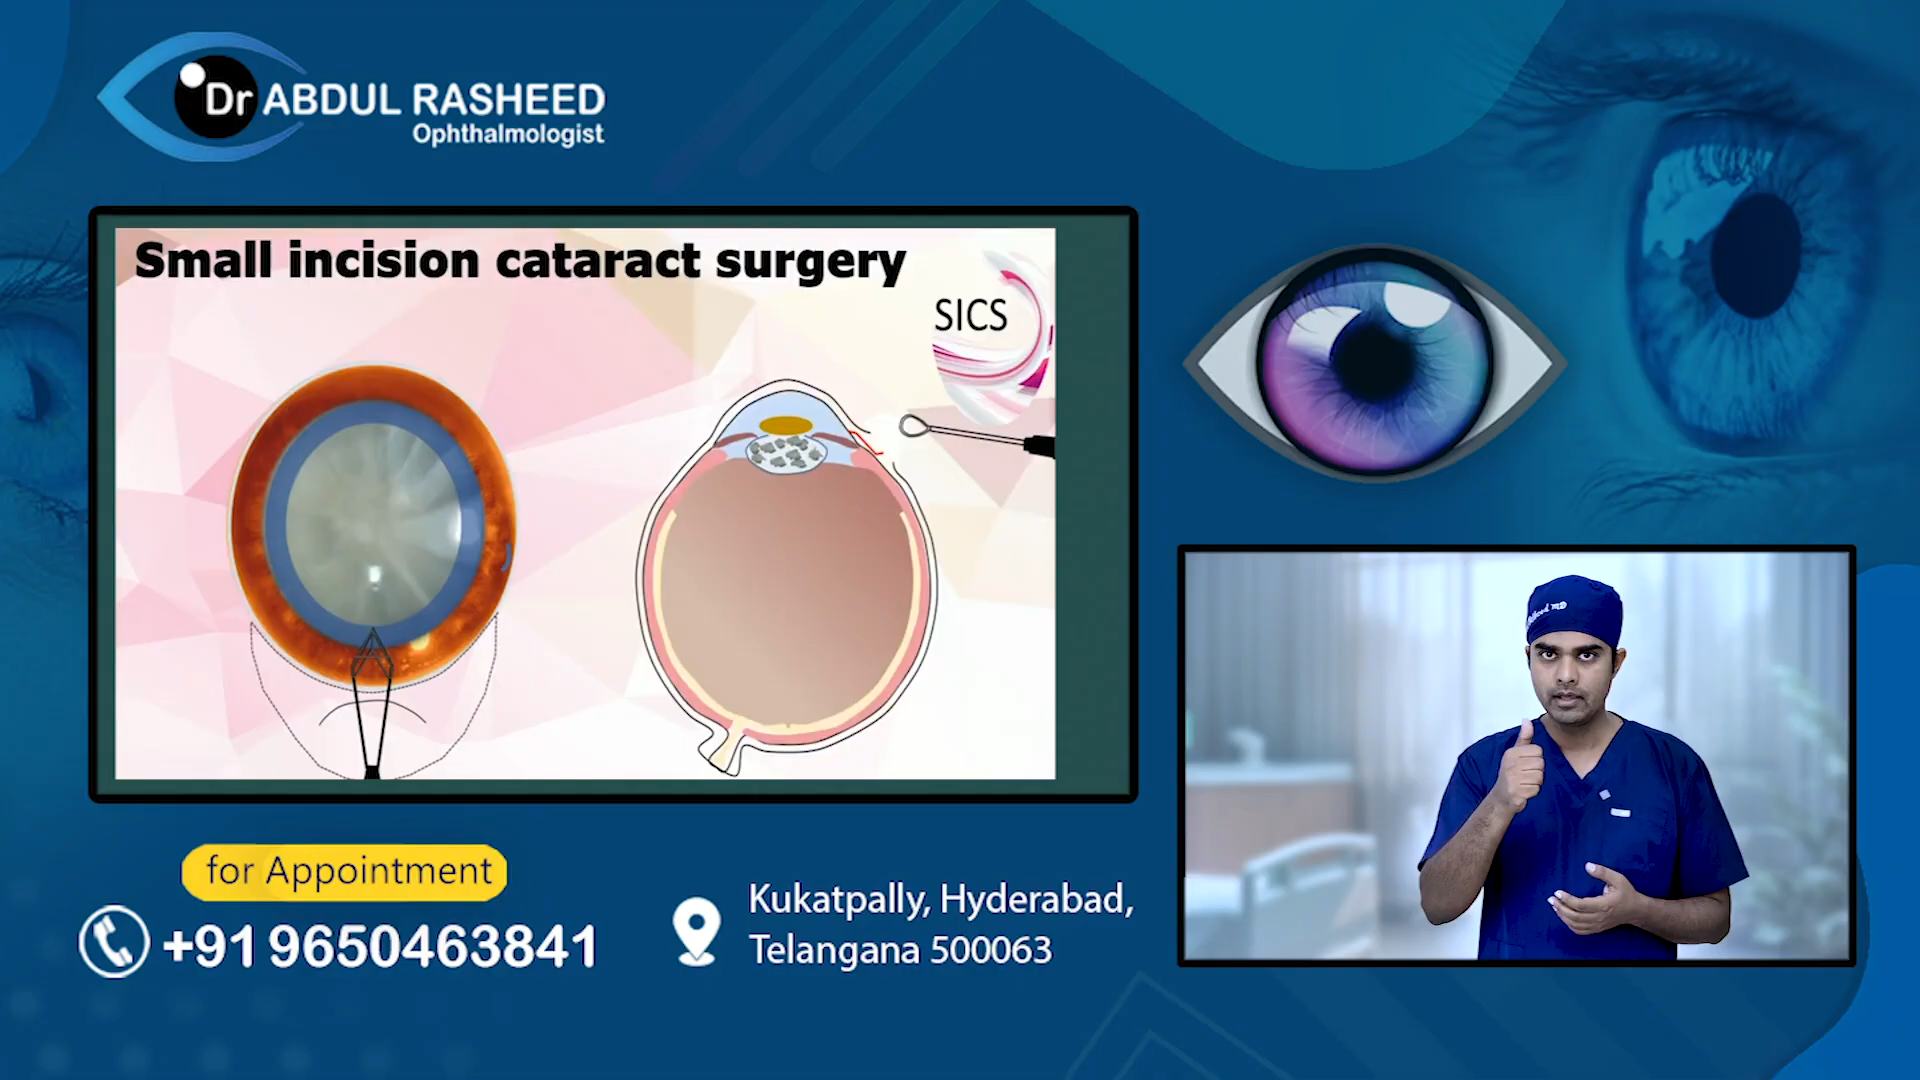 Dr ABDUL RASHEED
Ophthalmologist
Small incision cataract surgery
SICS
for Appointment
+91 9650463841
Kukatpally, Hyderabad,
Telangana 500063